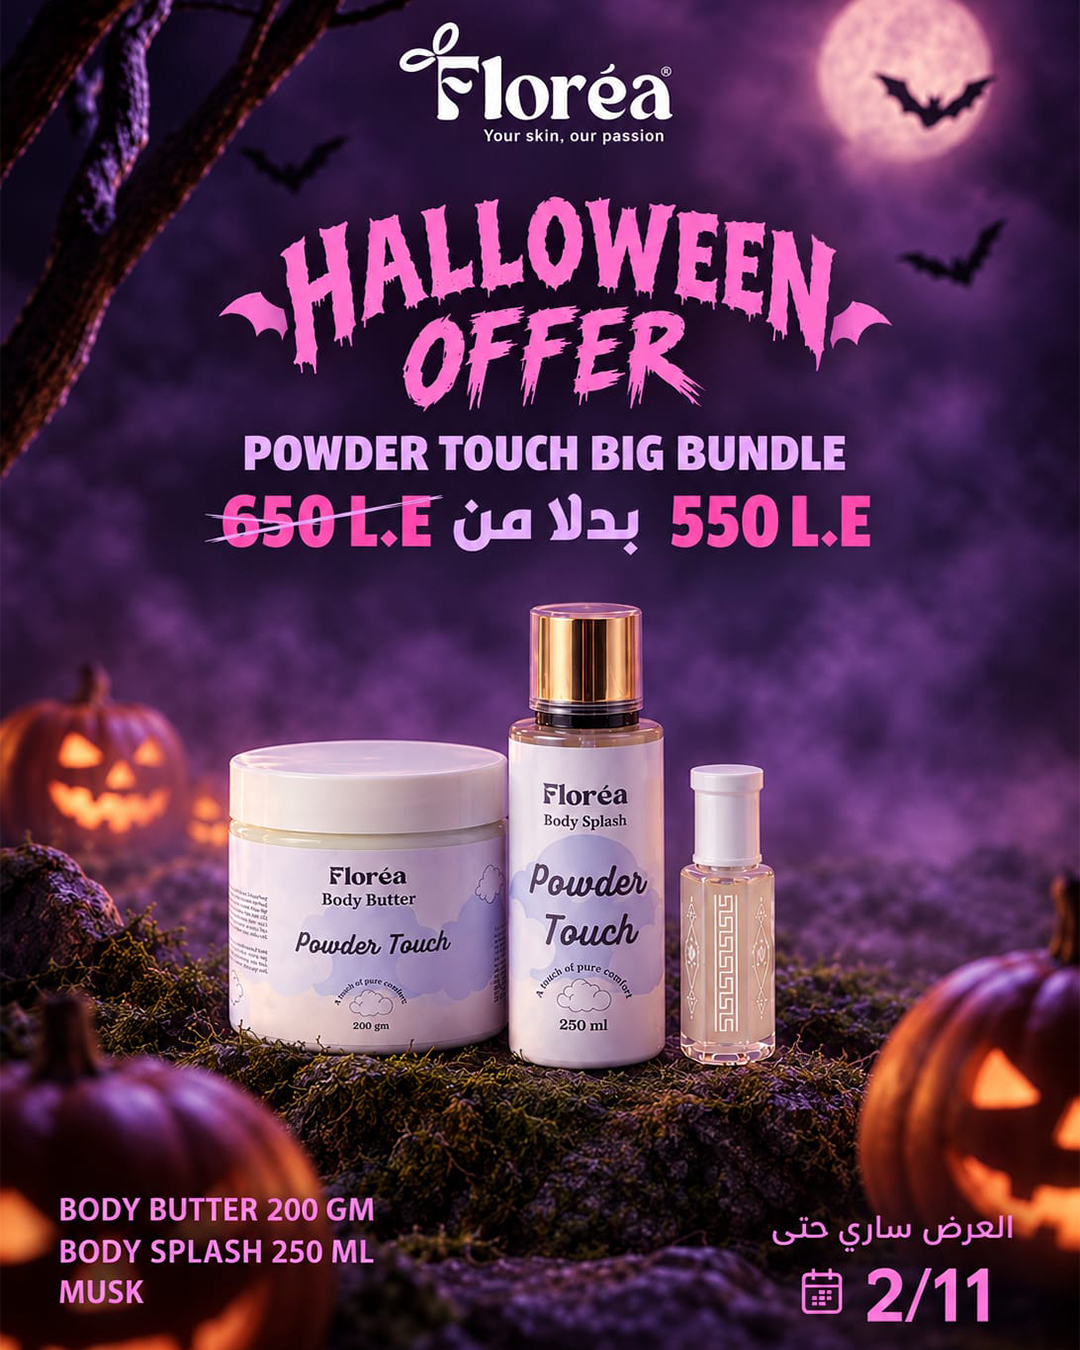 Floréa®
Your skin, our passion
HALLOWEEN
OFFER
POWDER TOUCH BIG BUNDLE
550 L.E بدلا من 650 L.E
Floréa
Body Butter
Powder Touch
A touch of pure comfort
200 gm
Floréa
Body Splash
Powder
Touch
A touch of pure comfort
250 ml
BODY BUTTER 200 GM
BODY SPLASH 250 ML
MUSK
العرض ساري حتى
2/11